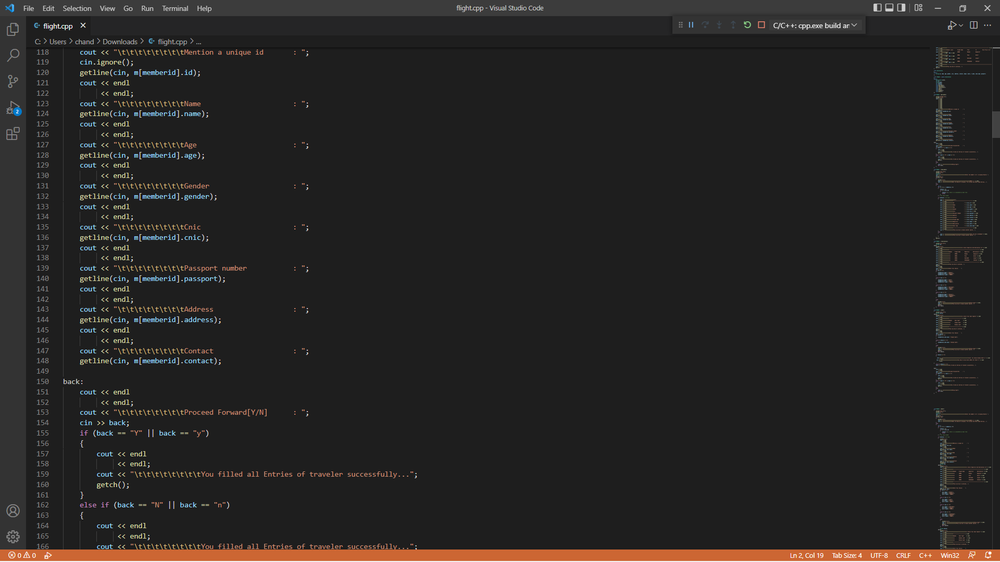 File Edit Selection View Go Run Terminal Help
flight.cpp - Visual Studio Code
flight.cpp
C/C++: cpp.exe build ar
C: > Users > chand > Downloads > flight.cpp > ...
118 cout << "\t\t\t\t\t\t\t\tMention a unique id       : ";
119 cin.ignore();
120 getline(cin, m[memberid].id);
121 cout << endl
122 << endl;
123 cout << "\t\t\t\t\t\t\t\tName                      : ";
124 getline(cin, m[memberid].name);
125 cout << endl
126 << endl;
127 cout << "\t\t\t\t\t\t\t\tAge                       : ";
128 getline(cin, m[memberid].age);
129 cout << endl
130 << endl;
131 cout << "\t\t\t\t\t\t\t\tGender                    : ";
132 getline(cin, m[memberid].gender);
133 cout << endl
134 << endl;
135 cout << "\t\t\t\t\t\t\t\tCnic                      : ";
136 getline(cin, m[memberid].cnic);
137 cout << endl
138 << endl;
139 cout << "\t\t\t\t\t\t\t\tPassport number           : ";
140 getline(cin, m[memberid].passport);
141 cout << endl
142 << endl;
143 cout << "\t\t\t\t\t\t\t\tAddress                   : ";
144 getline(cin, m[memberid].address);
145 cout << endl
146 << endl;
147 cout << "\t\t\t\t\t\t\t\tContact                   : ";
148 getline(cin, m[memberid].contact);
149
150 back:
151 cout << endl
152 << endl;
153 cout << "\t\t\t\t\t\t\t\tProceed Forward[Y/N]      : ";
154 cin >> back;
155 if (back == "Y" || back == "y")
156 {
157 cout << endl
158 << endl;
159 cout << "\t\t\t\t\t\t\t\tYou filled all Entries of traveler successfully...";
160 getch();
161 }
162 else if (back == "N" || back == "n")
163 {
164 cout << endl
165 << endl;
166 cout << "\t\t\t\t\t\t\t\tYou filled all Entries of traveler successfully...";
2
0 0
Ln 2, Col 19 Tab Size: 4 UTF-8 CRLF C++ Win32